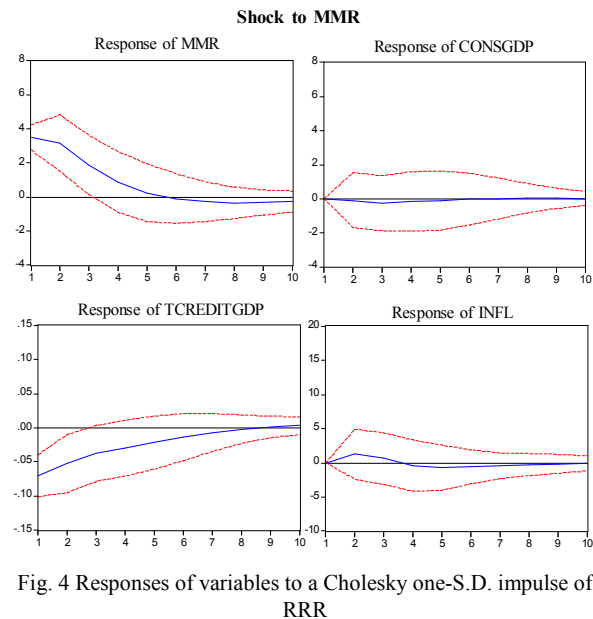 Shock to MMR
Response of MMR
8
6
4
2
0
-2
-4
1 2 3 4 5 6 7 8 9 10
Response of CONSGDP
8
6
4
2
0
-2
-4
1 2 3 4 5 6 7 8 9 10
Response of TCREDITGDP
.15
.10
.05
.00
-.05
-.10
-.15
1 2 3 4 5 6 7 8 9 10
Response of INFL
20
15
10
5
0
-5
-10
1 2 3 4 5 6 7 8 9 10
Fig. 4 Responses of variables to a Cholesky one-S.D. impulse of
RRR